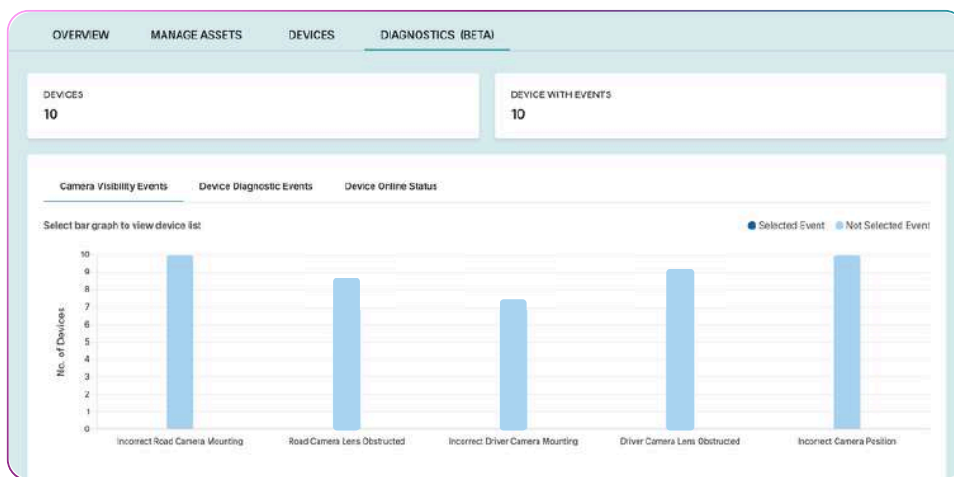 OVERVIEW MANAGE ASSETS DEVICES DIAGNOSTICS (BETA)
DEVICES
10
DEVICE WITH EVENTS
10
Camera Visibility Events Device Diagnostic Events Device Online Status
Select bar graph to view device list
Selected Event Not Selected Event
No. of Devices
10
9
8
7
6
5
4
3
2
1
0
Incorrect Road Camera Mounting Road Camera Lens Obstructed Incorrect Driver Camera Mounting Driver Camera Lens Obstructed Incorrect Camera Position